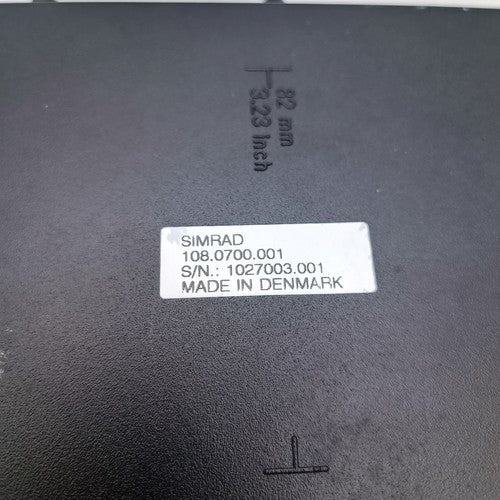 82 mm
3.23 Inch
SIMRAD
108.0700.001
S/N.: 1027003.001
MADE IN DENMARK